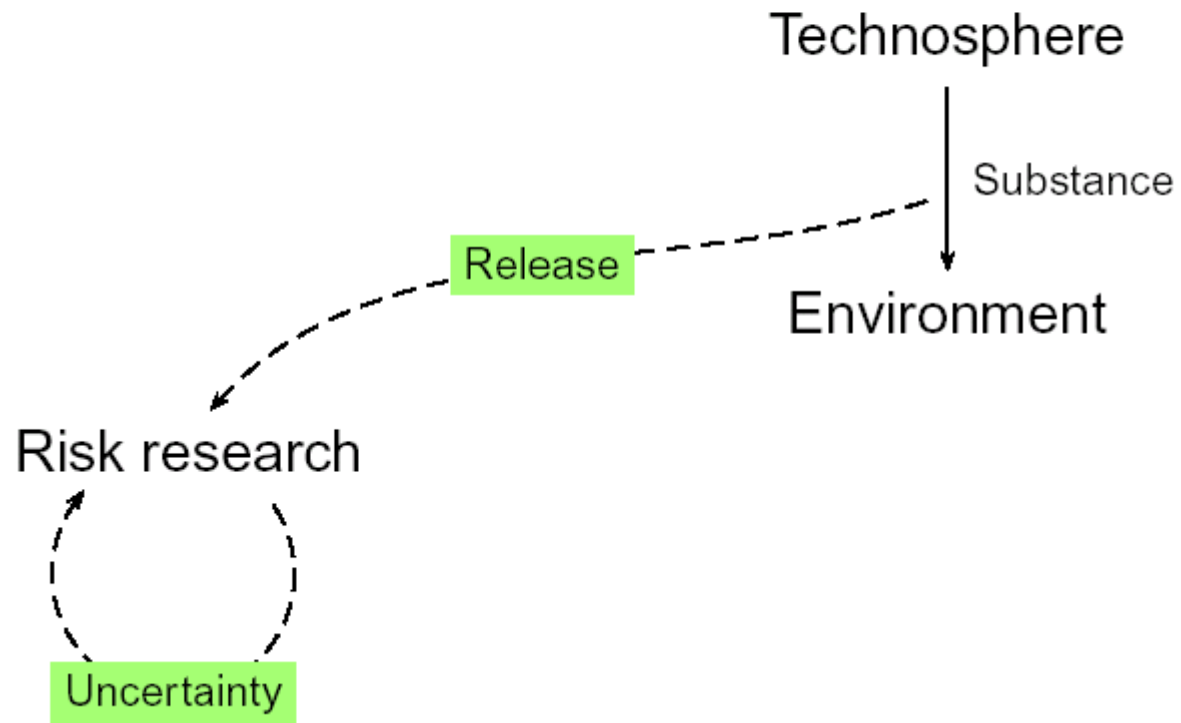 Technosphere
Substance
Release
Environment
Risk research
Uncertainty